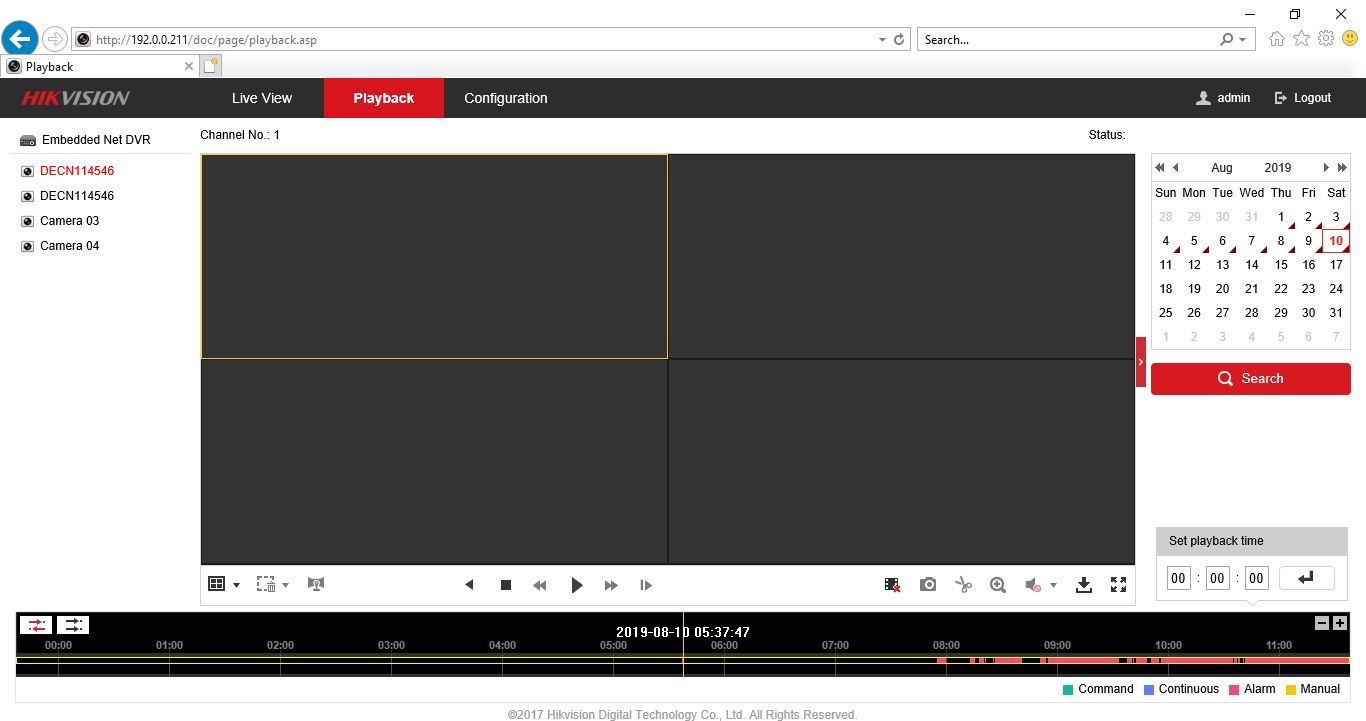 http://192.0.0.211/doc/page/playback.asp
Search...
Playback
HIKVISION
Live View
Playback
Configuration
admin
Logout
Embedded Net DVR
DECN114546
DECN114546
Camera 03
Camera 04
Channel No.: 1
Status:
Aug 2019
Sun Mon Tue Wed Thu Fri Sat
28 29 30 31 1 2 3
4 5 6 7 8 9 10
11 12 13 14 15 16 17
18 19 20 21 22 23 24
25 26 27 28 29 30 31
1 2 3 4 5 6 7
Search
Set playback time
00 : 00 : 00
2019-08-10 05:37:47
00:00 01:00 02:00 03:00 04:00 05:00 06:00 07:00 08:00 09:00 10:00 11:00
Command Continuous Alarm Manual
©2017 Hikvision Digital Technology Co., Ltd. All Rights Reserved.